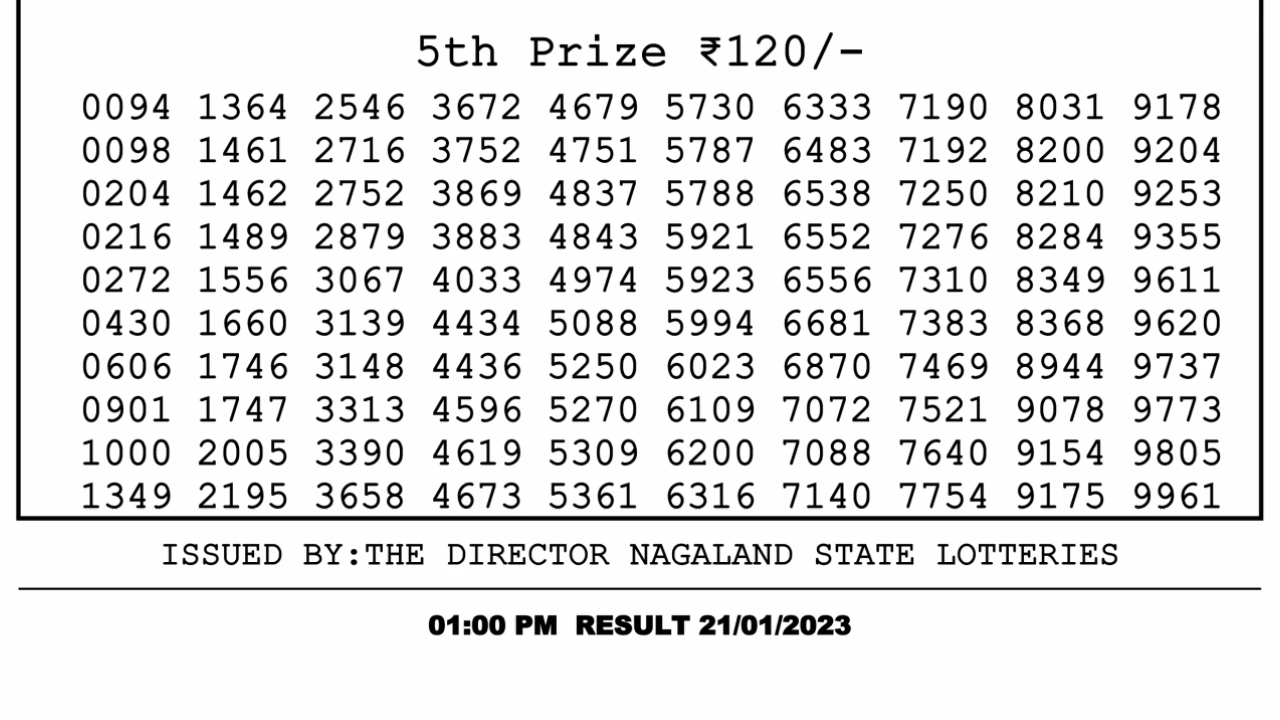 5th Prize ₹120/-
0094 1364 2546 3672 4679 5730 6333 7190 8031 9178
0098 1461 2716 3752 4751 5787 6483 7192 8200 9204
0204 1462 2752 3869 4837 5788 6538 7250 8210 9253
0216 1489 2879 3883 4843 5921 6552 7276 8284 9355
0272 1556 3067 4033 4974 5923 6556 7310 8349 9611
0430 1660 3139 4434 5088 5994 6681 7383 8368 9620
0606 1746 3148 4436 5250 6023 6870 7469 8944 9737
0901 1747 3313 4596 5270 6109 7072 7521 9078 9773
1000 2005 3390 4619 5309 6200 7088 7640 9154 9805
1349 2195 3658 4673 5361 6316 7140 7754 9175 9961
ISSUED BY:THE DIRECTOR NAGALAND STATE LOTTERIES
01:00 PM RESULT 21/01/2023